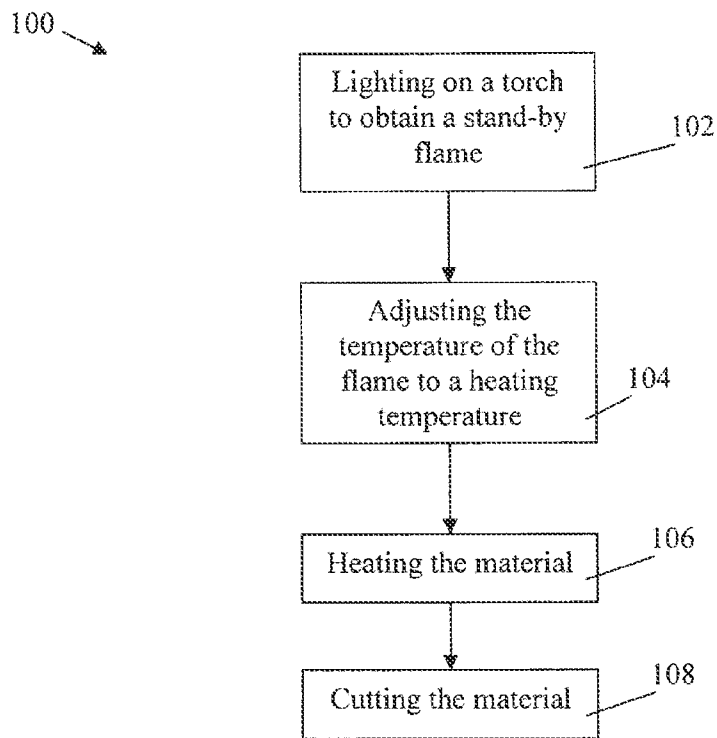 100
Lighting on a torch
to obtain a stand-by
flame
102
Adjusting the
temperature of the
flame to a heating
temperature
104
106
Heating the material
108
Cutting the material